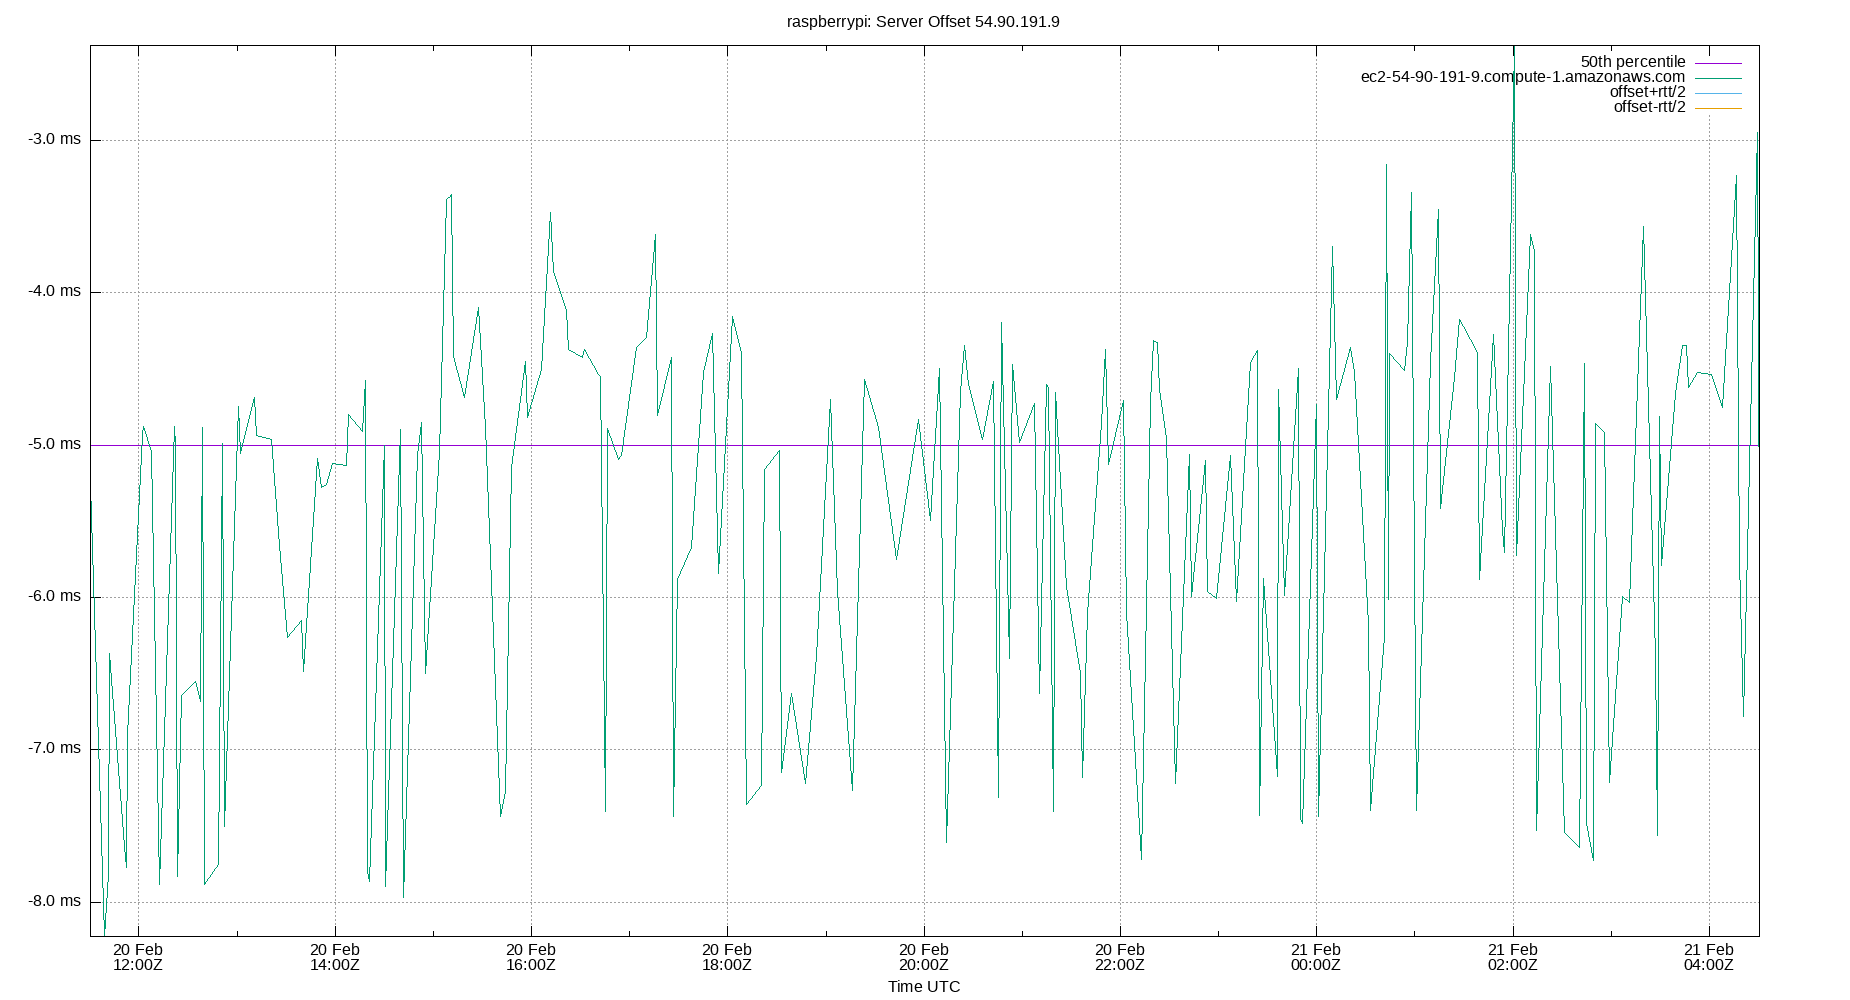 raspberrypi: Server Offset 54.90.191.9
50th percentile
ec2-54-90-191-9.compute-1.amazonaws.com
offset+rtt/2
offset-rtt/2
-3.0 ms
-4.0 ms
-5.0 ms
-6.0 ms
-7.0 ms
-8.0 ms
20 Feb 20 Feb 20 Feb 20 Feb 20 Feb 20 Feb 21 Feb 21 Feb 21 Feb
12:00Z 14:00Z 16:00Z 18:00Z 20:00Z 22:00Z 00:00Z 02:00Z 04:00Z
Time UTC